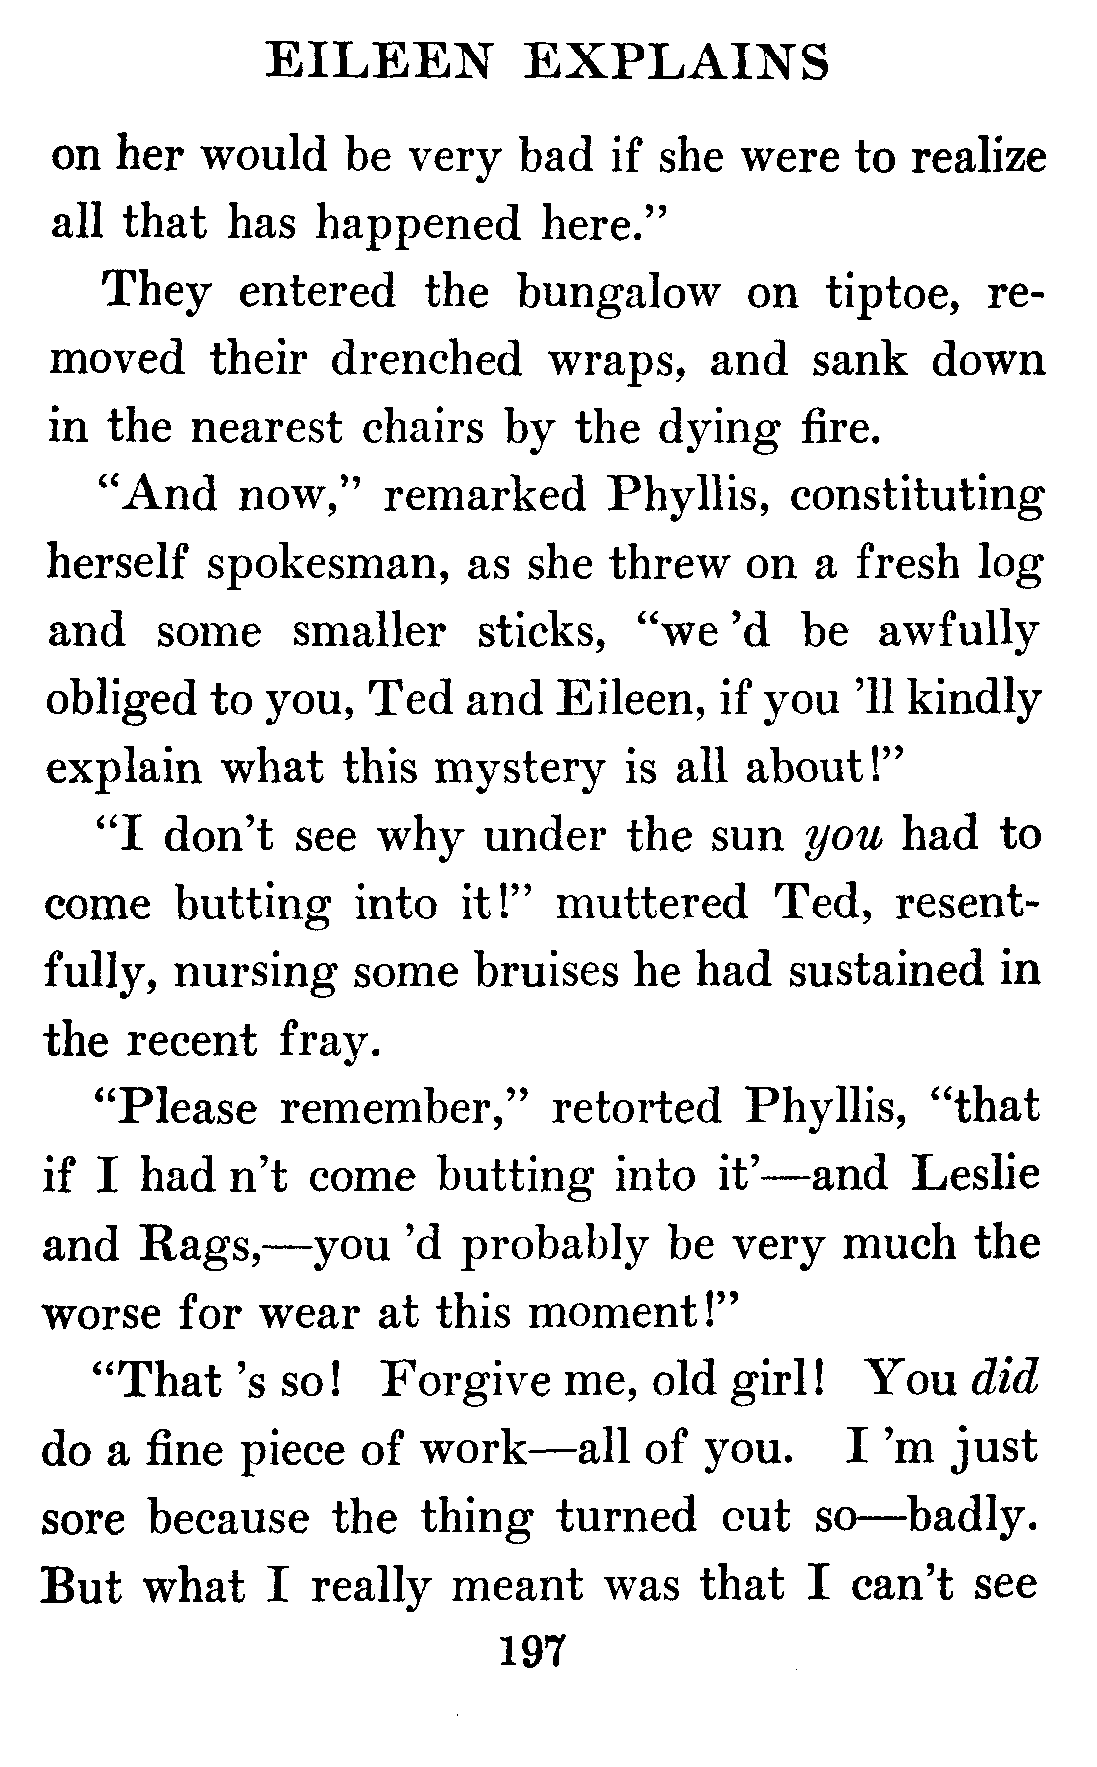 EILEEN EXPLAINS
on her would be very bad if she were to realize
all that has happened here.”
They entered the bungalow on tiptoe, re-
moved their drenched wraps, and sank down
in the nearest chairs by the dying fire.
“And now,” remarked Phyllis, constituting
herself spokesman, as she threw on a fresh log
and some smaller sticks, “we ’d be awfully
obliged to you, Ted and Eileen, if you ’ll kindly
explain what this mystery is all about!”
“I don’t see why under the sun you had to
come butting into it!” muttered Ted, resent-
fully, nursing some bruises he had sustained in
the recent fray.
“Please remember,” retorted Phyllis, “that
if I had n’t come butting into it’—and Leslie
and Rags,—you ’d probably be very much the
worse for wear at this moment!”
“That ’s so! Forgive me, old girl! You did
do a fine piece of work—all of you. I ’m just
sore because the thing turned cut so—badly.
But what I really meant was that I can’t see
197